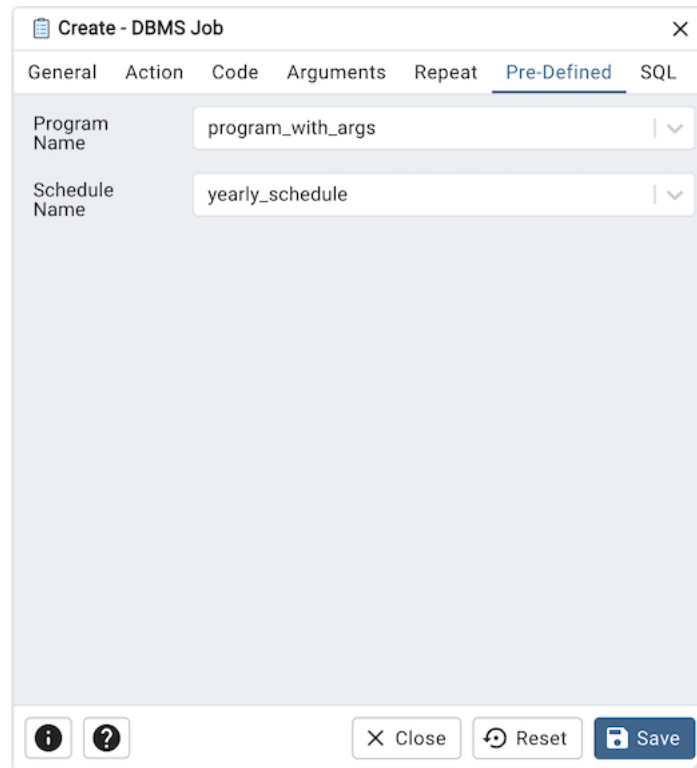 Create - DBMS Job
General Action Code Arguments Repeat Pre-Defined SQL
Program
Name
program_with_args
Schedule
Name
yearly_schedule
Close Reset Save